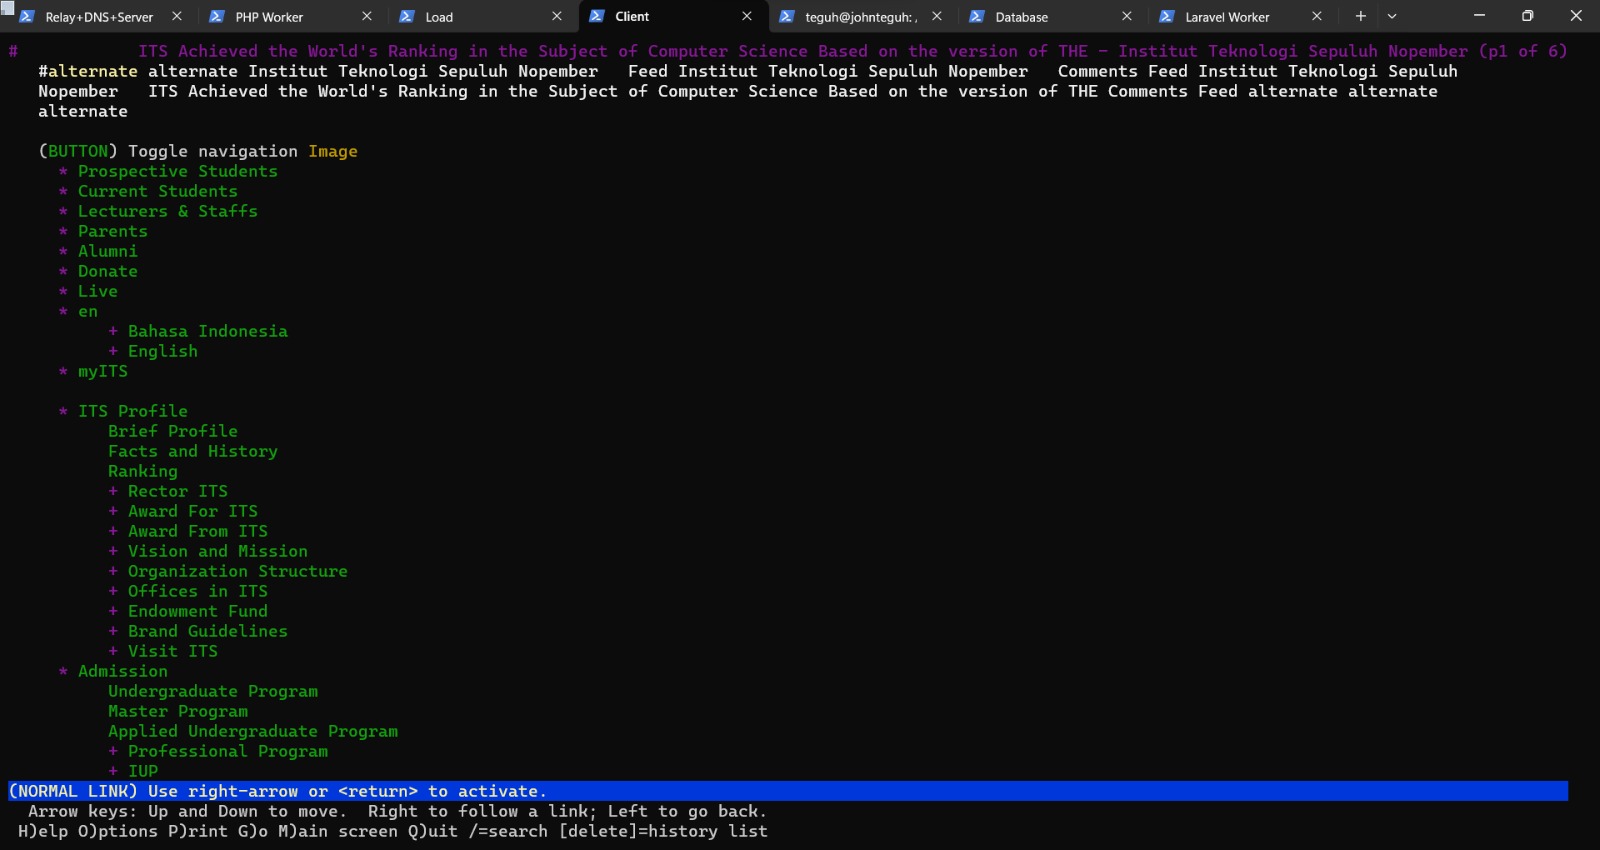 Relay+DNS+Server PHP Worker Load Client teguh@johnteguh: / Database Laravel Worker
# ITS Achieved the World's Ranking in the Subject of Computer Science Based on the version of THE – Institut Teknologi Sepuluh Nopember (p1 of 6)
#alternate alternate Institut Teknologi Sepuluh Nopember Feed Institut Teknologi Sepuluh Nopember Comments Feed Institut Teknologi Sepuluh
Nopember ITS Achieved the World's Ranking in the Subject of Computer Science Based on the version of THE Comments Feed alternate alternate
alternate
(BUTTON) Toggle navigation Image
* Prospective Students
* Current Students
* Lecturers & Staffs
* Parents
* Alumni
* Donate
* Live
* en
+ Bahasa Indonesia
+ English
* myITS
* ITS Profile
Brief Profile
Facts and History
Ranking
+ Rector ITS
+ Award For ITS
+ Award From ITS
+ Vision and Mission
+ Organization Structure
+ Offices in ITS
+ Endowment Fund
+ Brand Guidelines
+ Visit ITS
* Admission
Undergraduate Program
Master Program
Applied Undergraduate Program
+ Professional Program
+ IUP
(NORMAL LINK) Use right-arrow or <return> to activate.
Arrow keys: Up and Down to move. Right to follow a link; Left to go back.
H)elp O)ptions P)rint G)o M)ain screen Q)uit /=search [delete]=history list